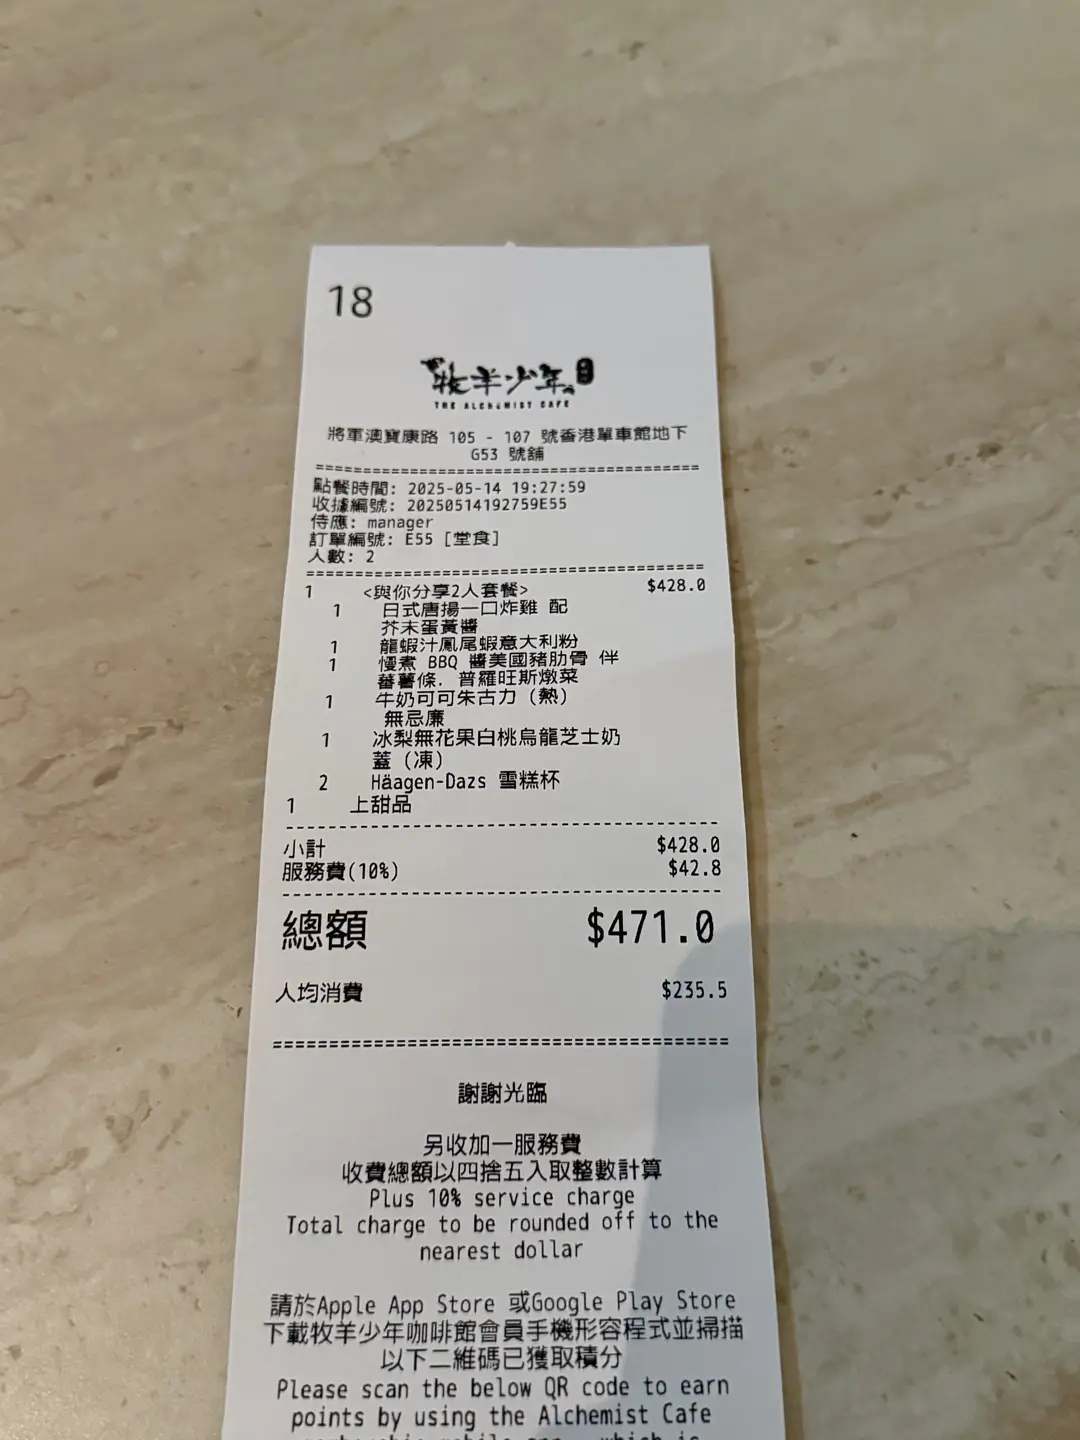 18
牧羊少年
THE ALCHEMIST CAFE
將軍澳寶康路 105 - 107 號香港單車館地下
G53 號舖
點餐時間: 2025-05-14 19:27:59
收據編號: 20250514192759E55
侍應: manager
訂單編號: E55 [堂食]
人數: 2
1 <與你分享2人套餐> $428.0
1 日式唐揚一口炸雞 配
芥末蛋黃醬
1 龍蝦汁鳳尾蝦意大利粉
1 慢煮 BBQ 醬美國豬肋骨 伴
蕃薯條. 普羅旺斯燉菜
1 牛奶可可朱古力 (熱)
無忌廉
1 冰梨無花果白桃烏龍芝士奶
蓋 (凍)
2 Häagen-Dazs 雪糕杯
1 上甜品
小計 $428.0
服務費(10%) $42.8
總額 $471.0
人均消費 $235.5
謝謝光臨
另收加一服務費
收費總額以四捨五入取整數計算
Plus 10% service charge
Total charge to be rounded off to the
nearest dollar
請於Apple App Store 或Google Play Store
下載牧羊少年咖啡館會員手機形容程式並掃描
以下二維碼已獲取積分
Please scan the below QR code to earn
points by using the Alchemist Cafe
which is